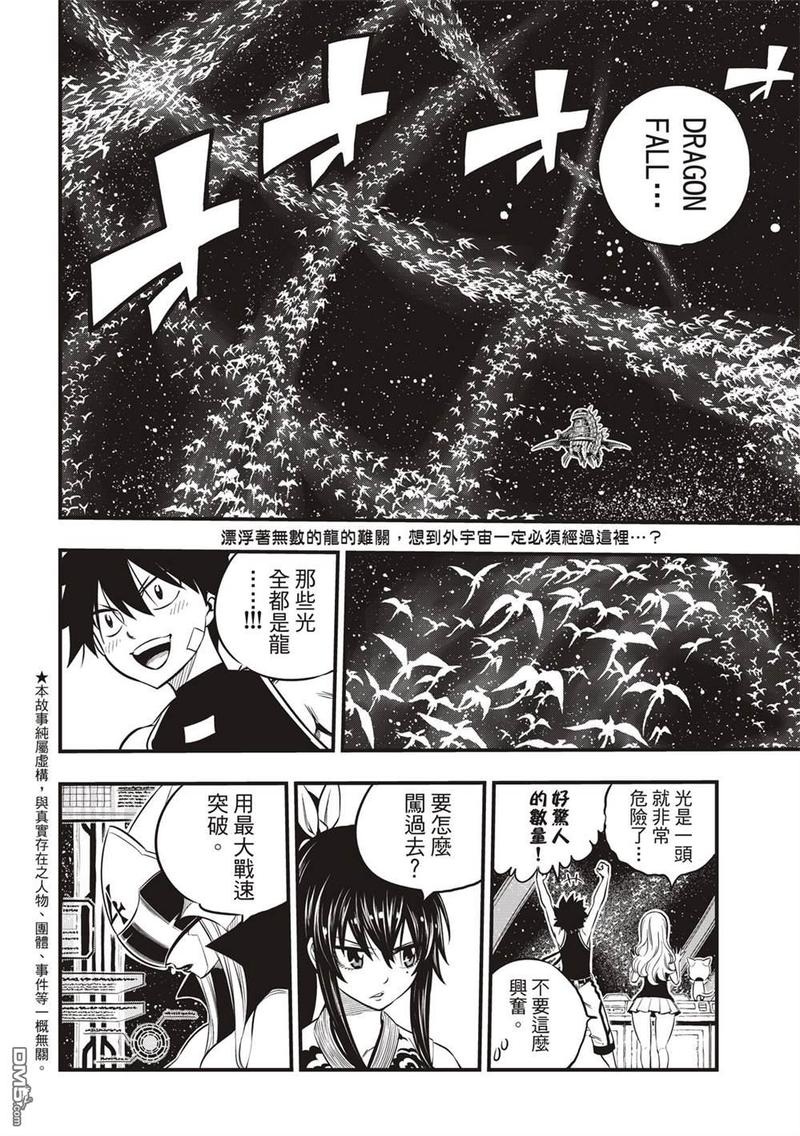 DRAGON
FALL…
漂浮著無數的龍的難關，想到外宇宙一定必須經過這裡…？
那些光
全都是龍
……!!!
光是一頭
就非常
危險了…
好驚人
的數量！
不要這麼
興奮。
要怎麼
闖過去？
用最大戰速
突破。
★本故事純屬虛構，與真實存在之人物、團體、事件等一概無關。
DM5.com